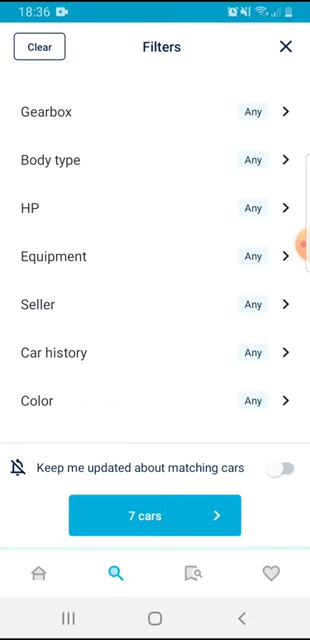 18:36
Clear
Filters
Gearbox
Any
Body type
Any
HP
Any
Equipment
Any
Seller
Any
Car history
Any
Color
Any
Keep me updated about matching cars
7 cars